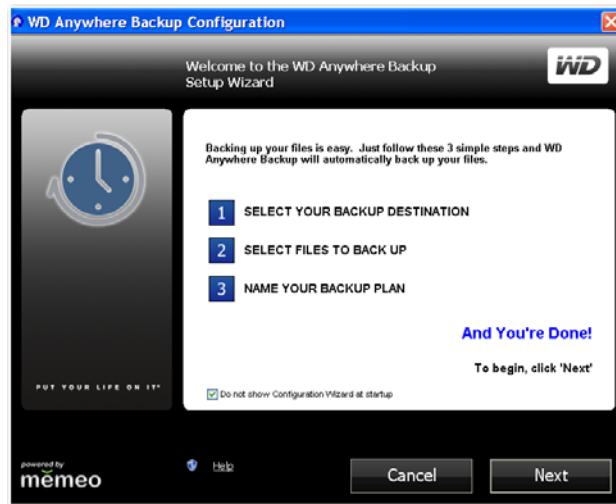 WD Anywhere Backup Configuration
Welcome to the WD Anywhere Backup
Setup Wizard
WD
Backing up your files is easy. Just follow these 3 simple steps and WD
Anywhere Backup will automatically back up your files.
1 SELECT YOUR BACKUP DESTINATION
2 SELECT FILES TO BACK UP
3 NAME YOUR BACKUP PLAN
And You're Done!
To begin, click 'Next'
PUT YOUR LIFE ON IT®
Do not show Configuration Wizard at startup
powered by
memeo
Help
Cancel
Next